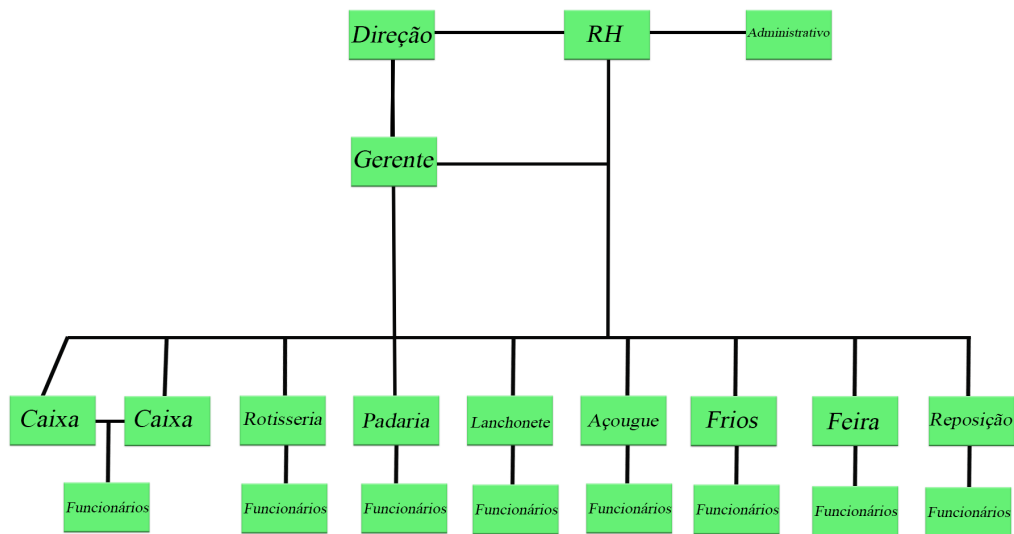 Direção
RH
Administrativo
Gerente
Caixa
Caixa
Rotisseria
Padaria
Lanchonete
Açougue
Frios
Feira
Reposição
Funcionários
Funcionários
Funcionários
Funcionários
Funcionários
Funcionários
Funcionários
Funcionários